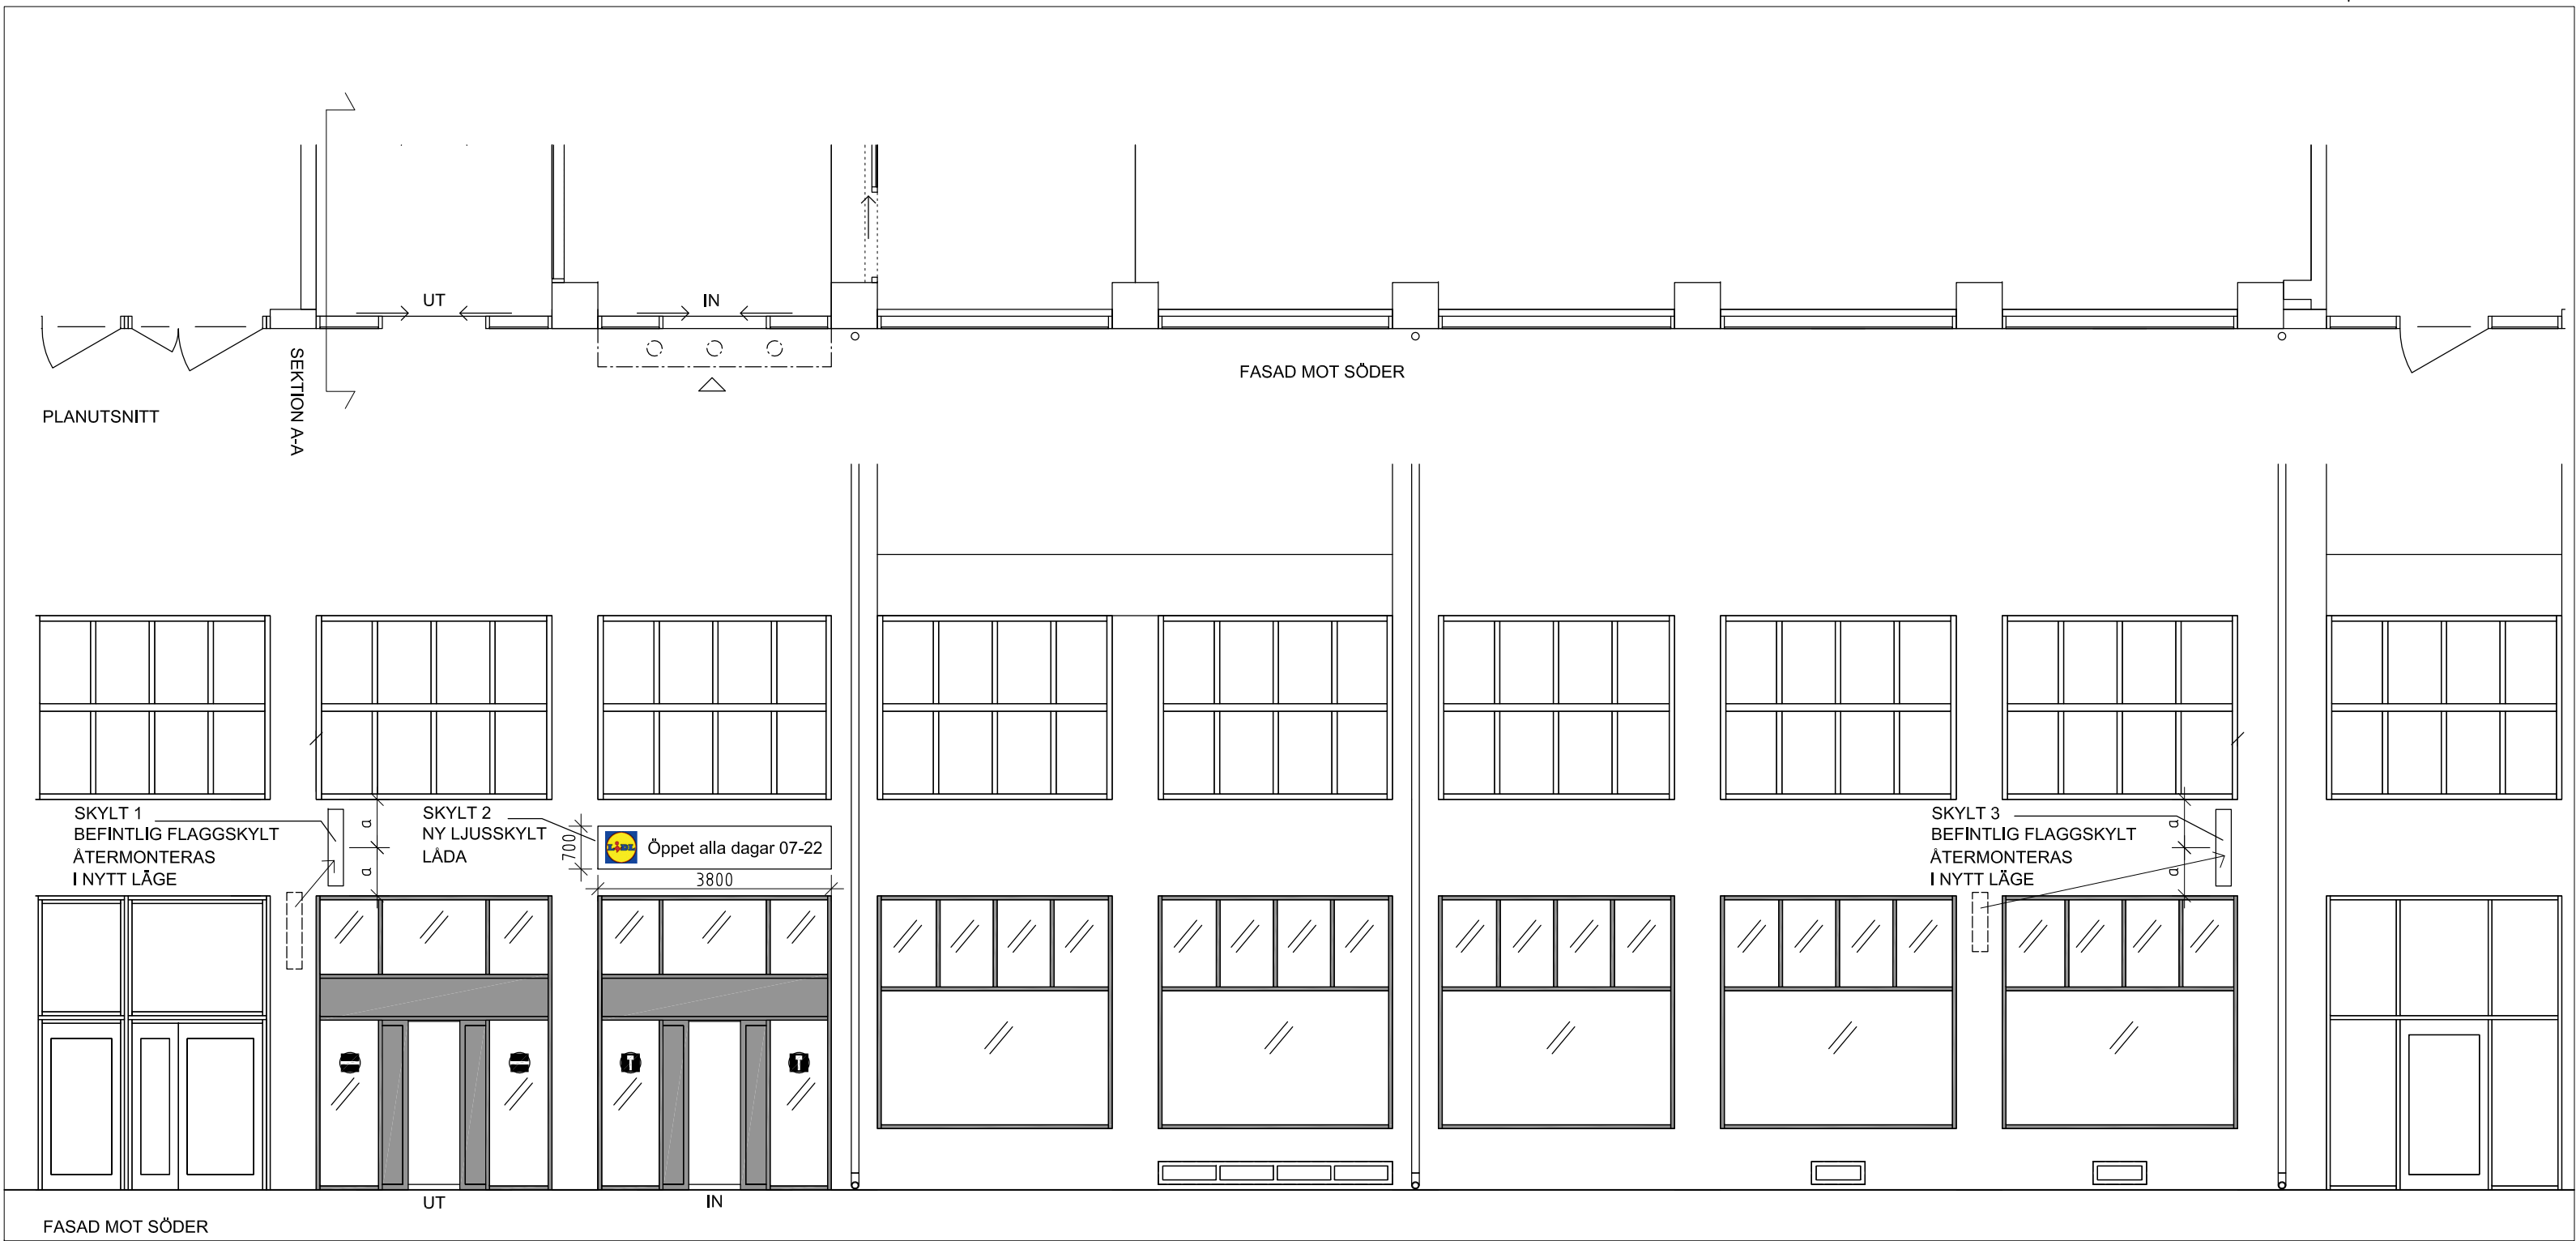 UT
IN
SEKTION A-A
FASAD MOT SÖDER
PLANUTSNITT
SKYLT 1
BEFINTLIG FLAGGSKYLT
ÅTERMONTERAS
I NYTT LÄGE
a
a
SKYLT 2
NY LJUSSKYLT
LÅDA
700
LiDL
Öppet alla dagar 07-22
3800
SKYLT 3
BEFINTLIG FLAGGSKYLT
ÅTERMONTERAS
I NYTT LÄGE
a
a
UT
IN
FASAD MOT SÖDER